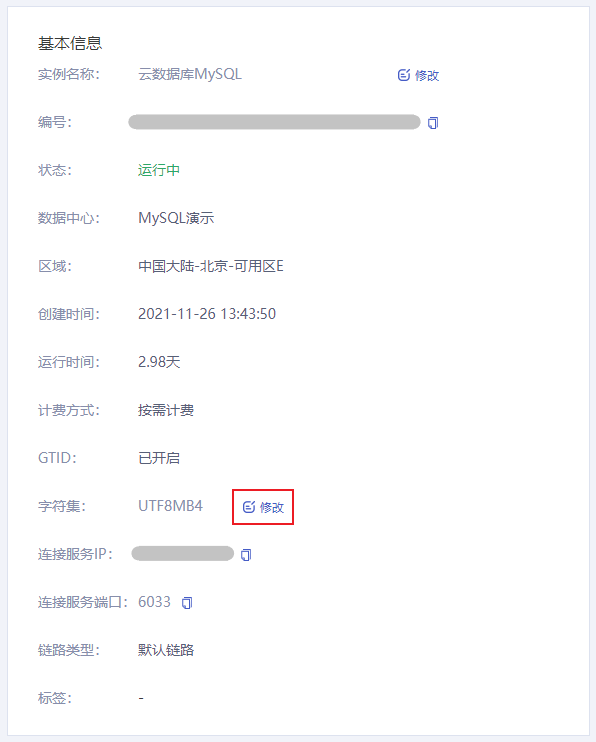 基本信息
实例名称: 云数据库MySQL 修改
编号:
状态: 运行中
数据中心: MySQL演示
区域: 中国大陆-北京-可用区E
创建时间: 2021-11-26 13:43:50
运行时间: 2.98天
计费方式: 按需计费
GTID: 已开启
字符集: UTF8MB4 修改
连接服务IP:
连接服务端口: 6033
链路类型: 默认链路
标签: -